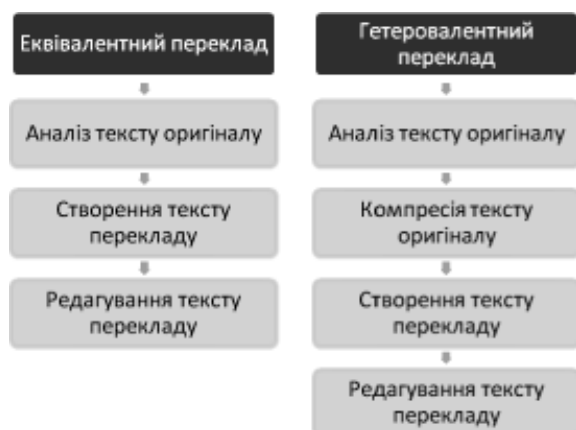 Еквівалентний переклад
Аналіз тексту оригіналу
Створення тексту
перекладу
Редагування тексту
перекладу
Гетеровалентний
переклад
Аналіз тексту оригіналу
Компресія тексту
оригіналу
Створення тексту
перекладу
Редагування тексту
перекладу